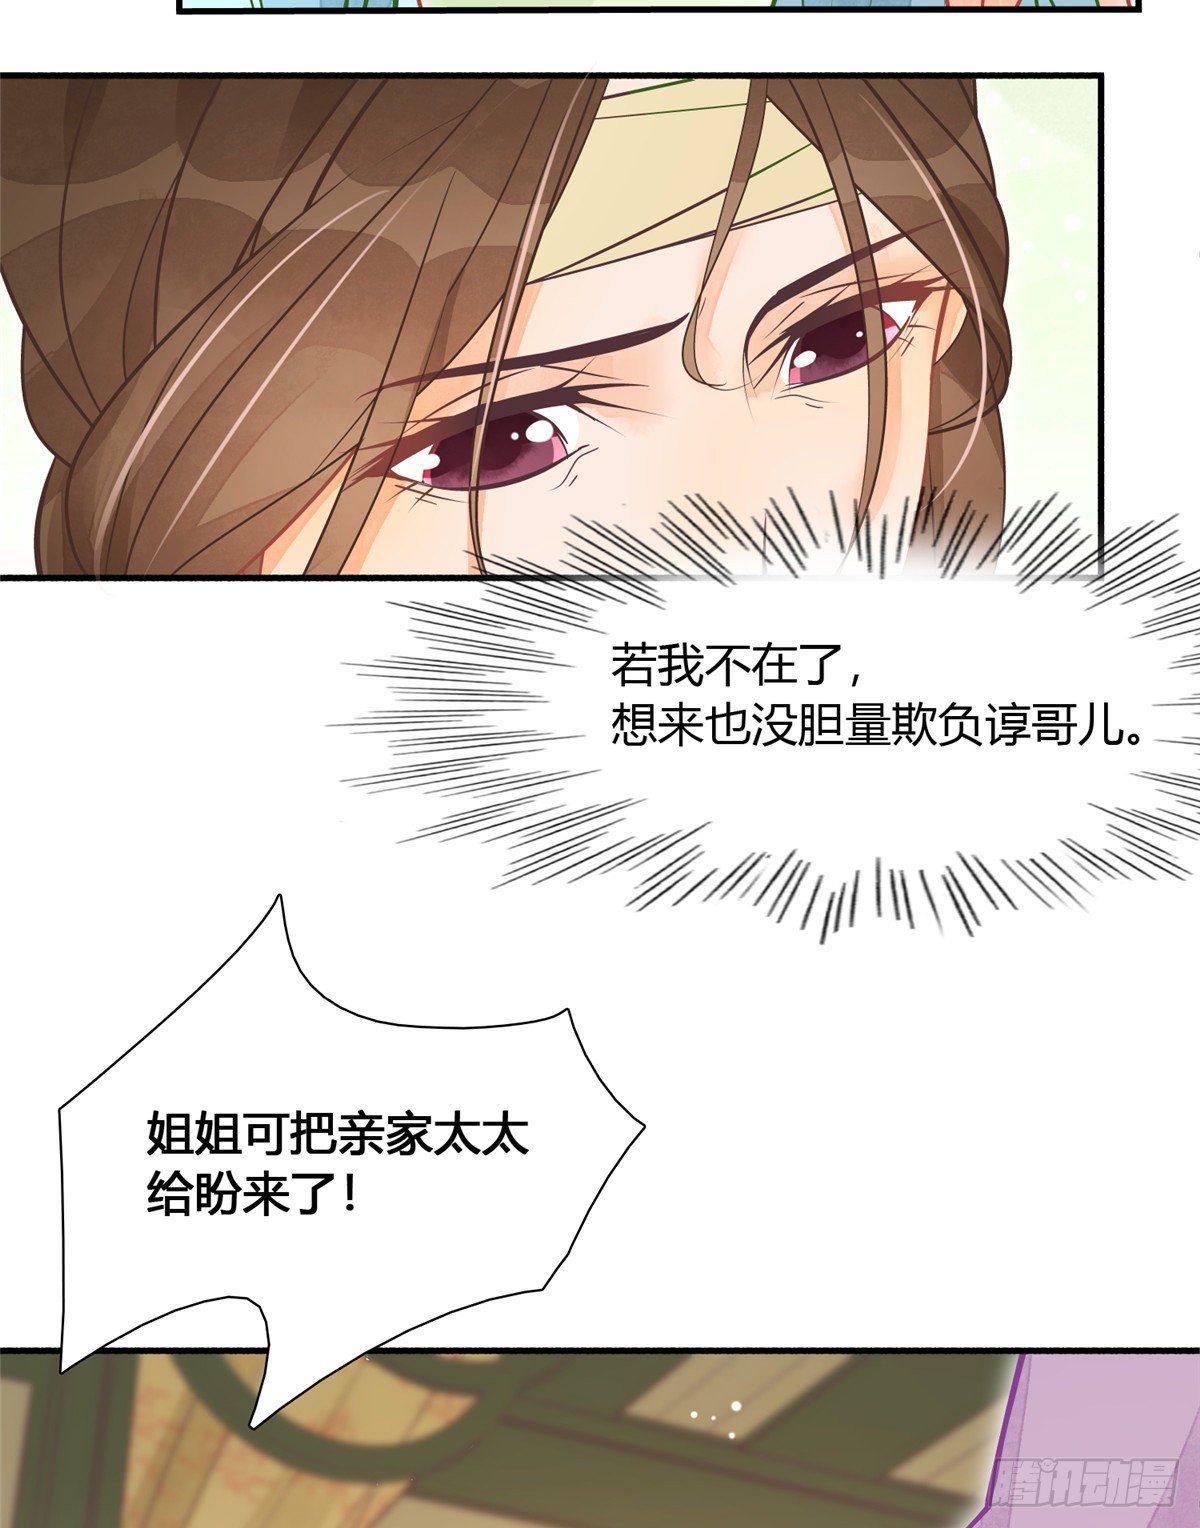 若我不在了，
想来也没胆量欺负谆哥儿。
姐姐可把亲家太太
给盼来了！
腾讯动漫